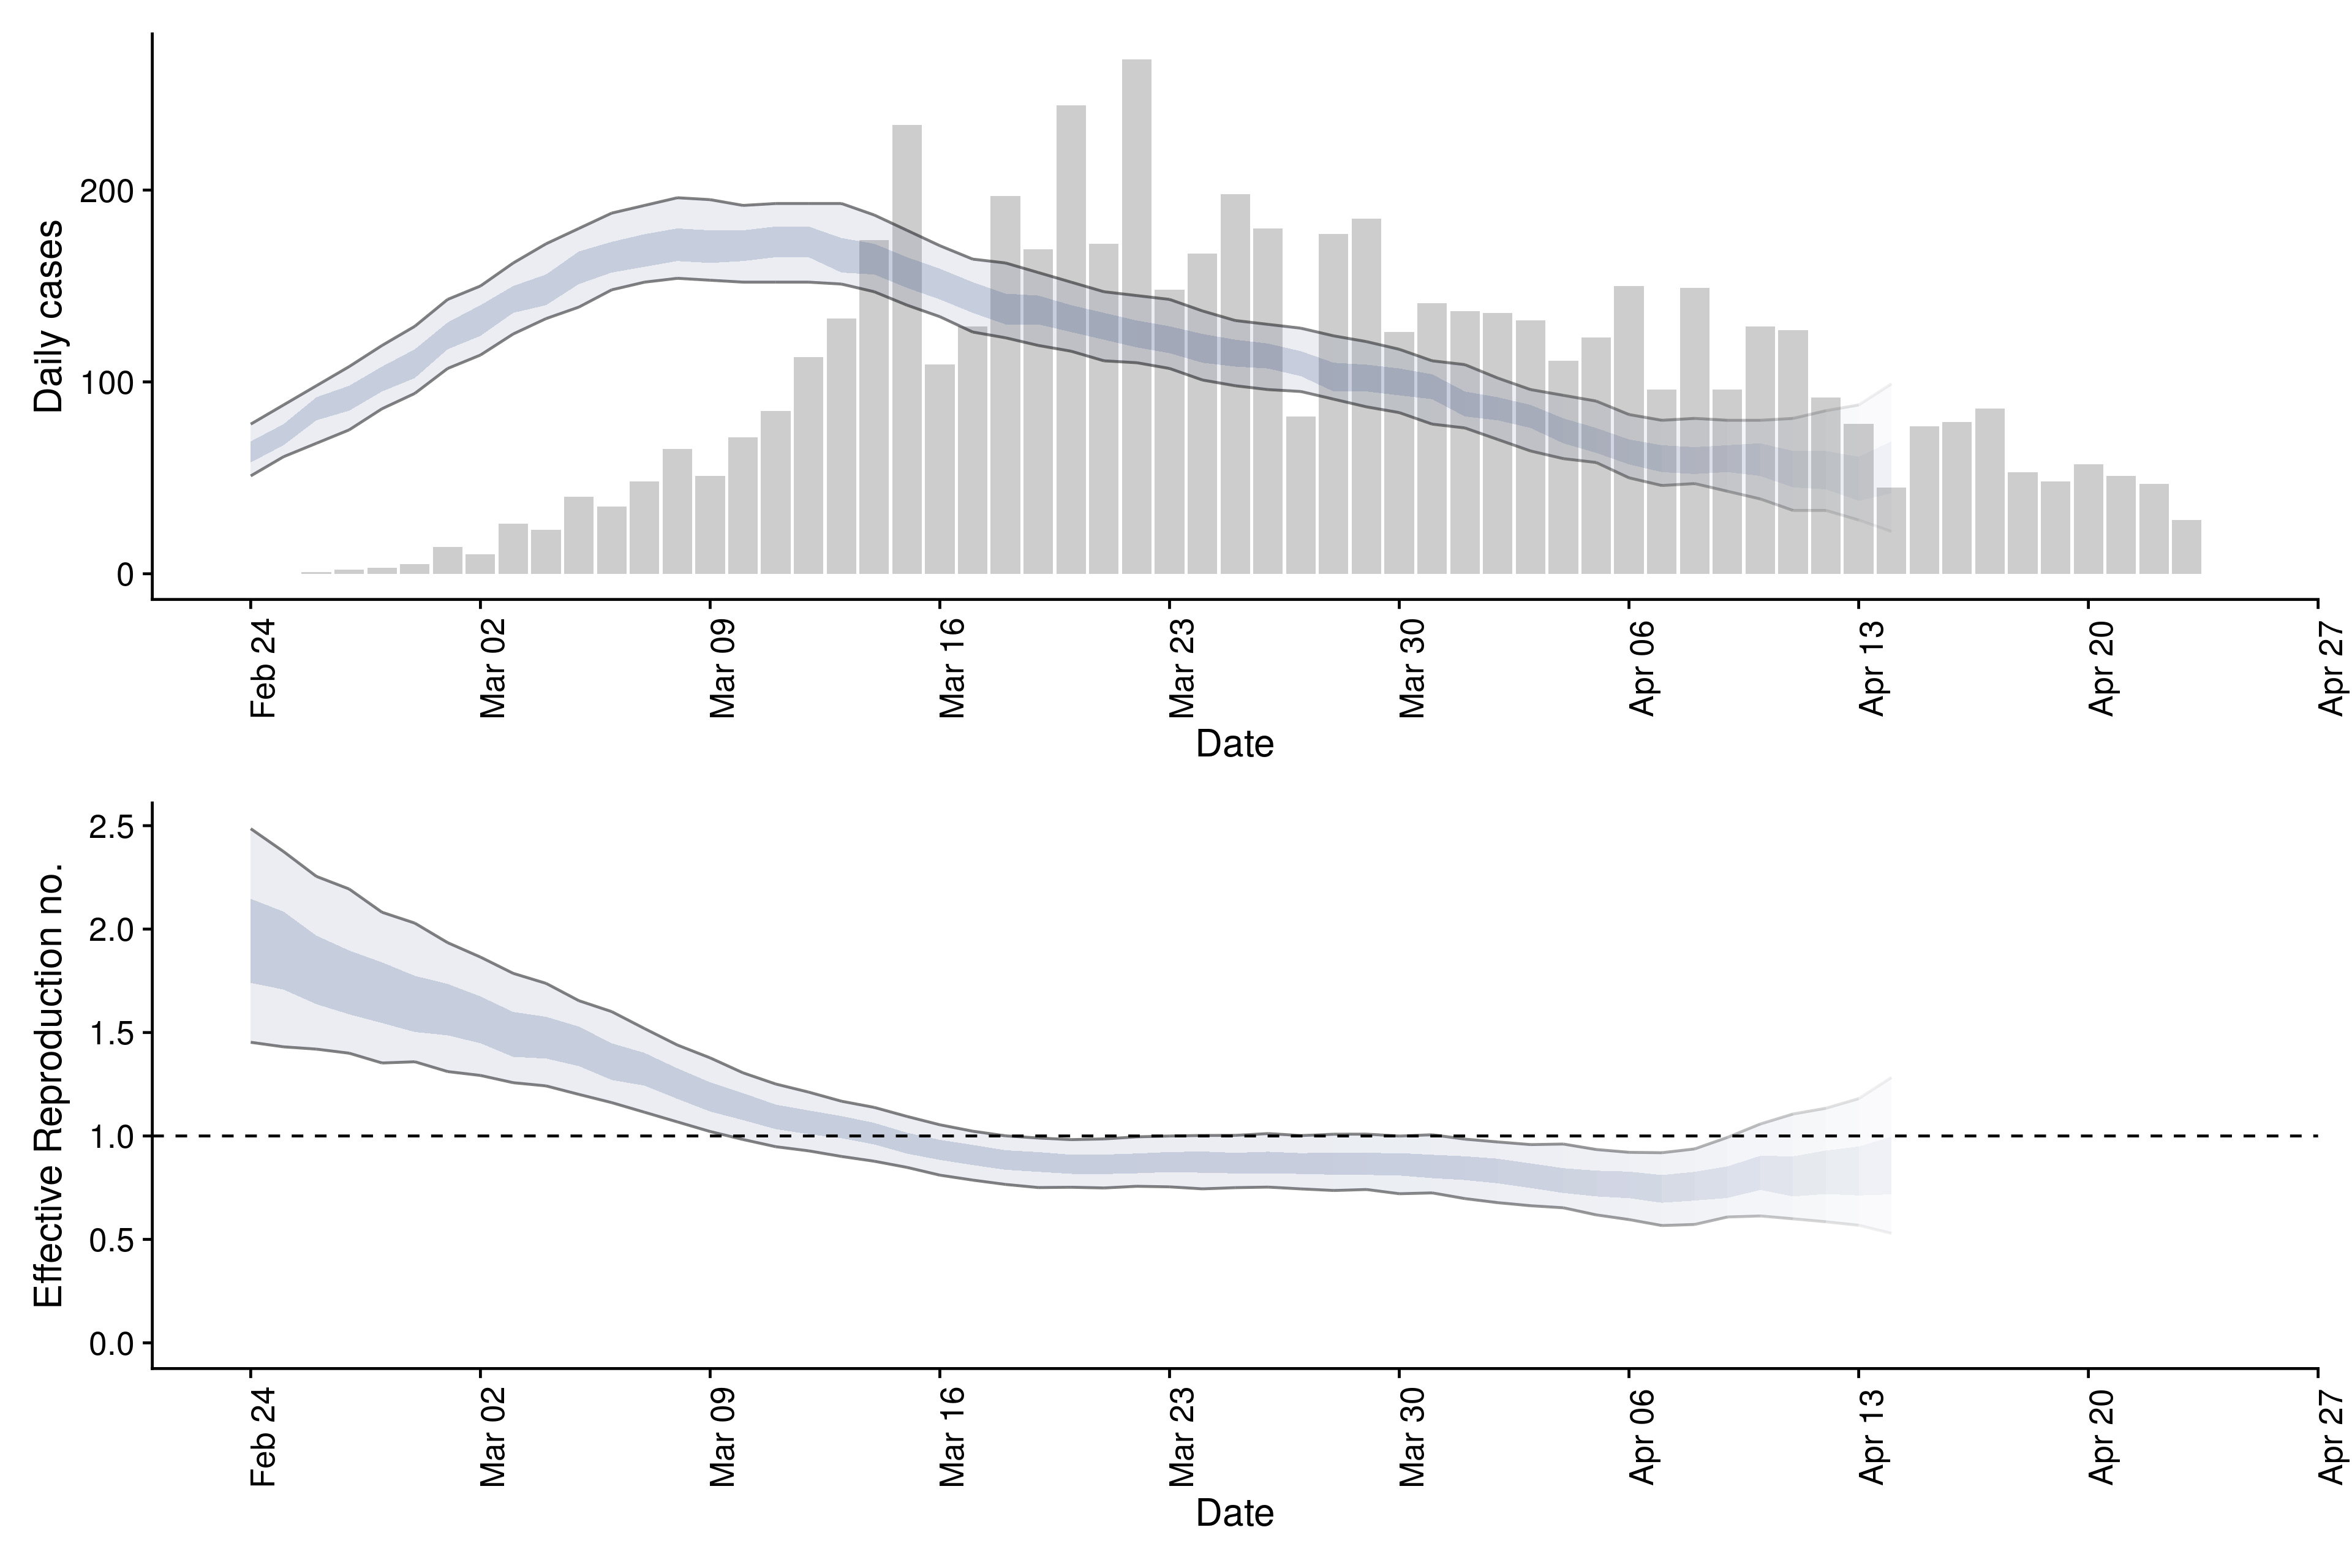 Daily cases
200
100
0
Feb 24
Mar 02
Mar 09
Mar 16
Mar 23
Mar 30
Apr 06
Apr 13
Apr 20
Apr 27
Date
Effective Reproduction no.
2.5
2.0
1.5
1.0
0.5
0.0
Feb 24
Mar 02
Mar 09
Mar 16
Mar 23
Mar 30
Apr 06
Apr 13
Apr 20
Apr 27
Date